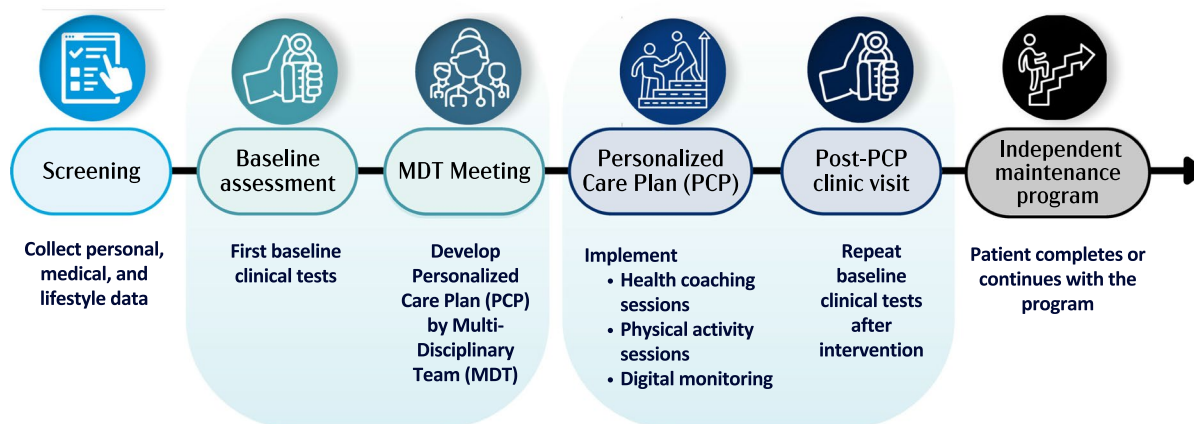 Screening
Baseline
assessment
MDT Meeting
Personalized
Care Plan (PCP)
Post-PCP
clinic visit
Independent
maintenance
program
Collect personal,
medical, and
lifestyle data
First baseline
clinical tests
Develop
Personalized
Care Plan (PCP)
by Multi-
Disciplinary
Team (MDT)
Implement
• Health coaching
sessions
• Physical activity
sessions
• Digital monitoring
Repeat
baseline
clinical tests
after
intervention
Patient completes or
continues with the
program